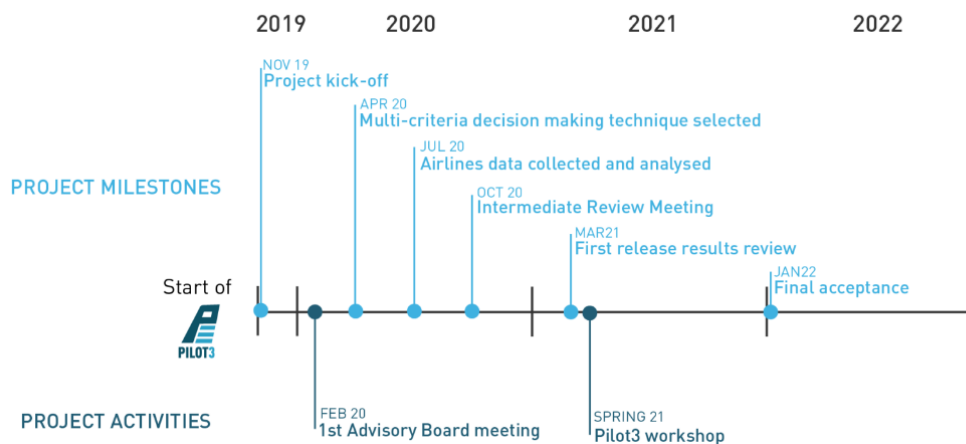 2019 2020 2021 2022
NOV 19
Project kick-off
APR 20
Multi-criteria decision making technique selected
JUL 20
Airlines data collected and analysed
PROJECT MILESTONES
OCT 20
Intermediate Review Meeting
MAR21
First release results review
JAN22
Final acceptance
Start of
PILOT3
FEB 20
1st Advisory Board meeting
SPRING 21
Pilot3 workshop
PROJECT ACTIVITIES